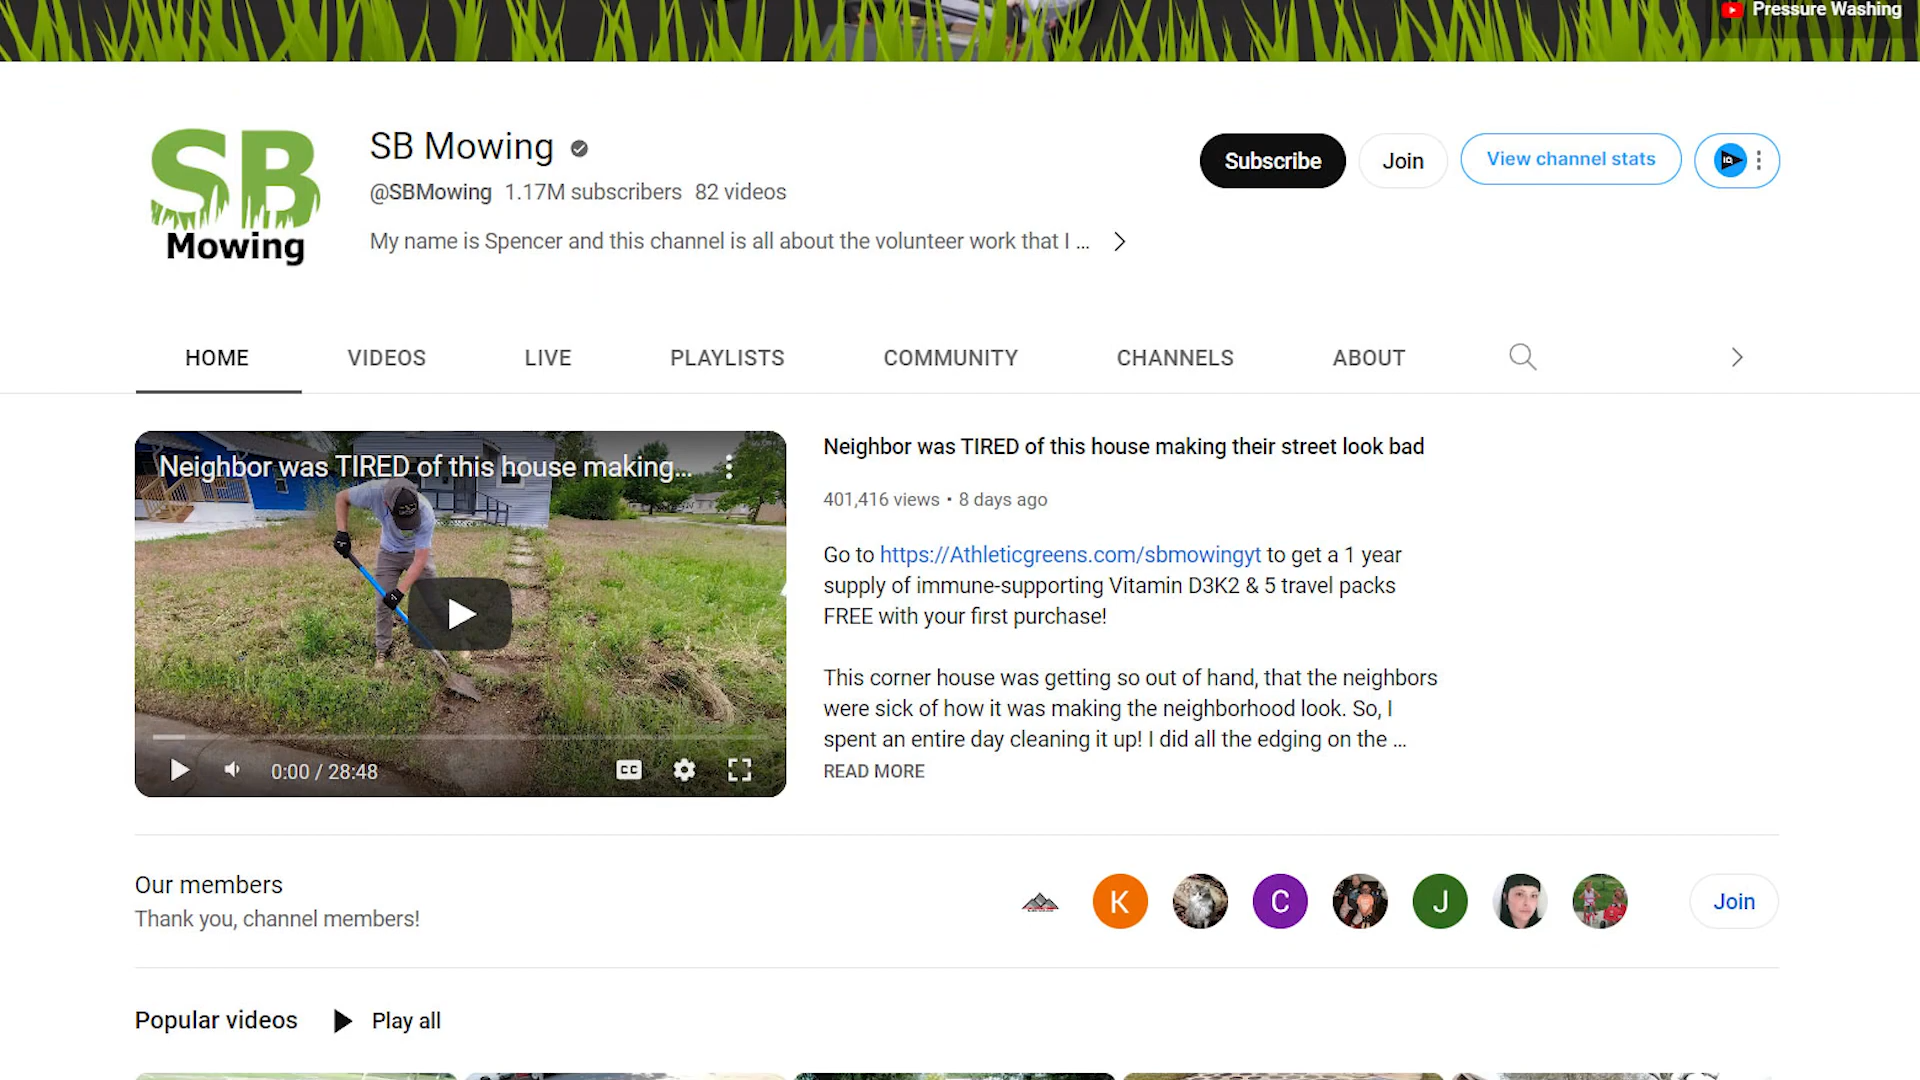 Pressure Washing
SB
Mowing
SB Mowing
@SBMowing 1.17M subscribers 82 videos
My name is Spencer and this channel is all about the volunteer work that I ...
Subscribe
Join
View channel stats
IQ
HOME
VIDEOS
LIVE
PLAYLISTS
COMMUNITY
CHANNELS
ABOUT
Neighbor was TIRED of this house making...
0:00 / 28:48
CC
Neighbor was TIRED of this house making their street look bad
401,416 views • 8 days ago
Go to https://Athleticgreens.com/sbmowingyt to get a 1 year
supply of immune-supporting Vitamin D3K2 & 5 travel packs
FREE with your first purchase!
This corner house was getting so out of hand, that the neighbors
were sick of how it was making the neighborhood look. So, I
spent an entire day cleaning it up! I did all the edging on the ...
READ MORE
Our members
Thank you, channel members!
K
C
J
Join
Popular videos
Play all